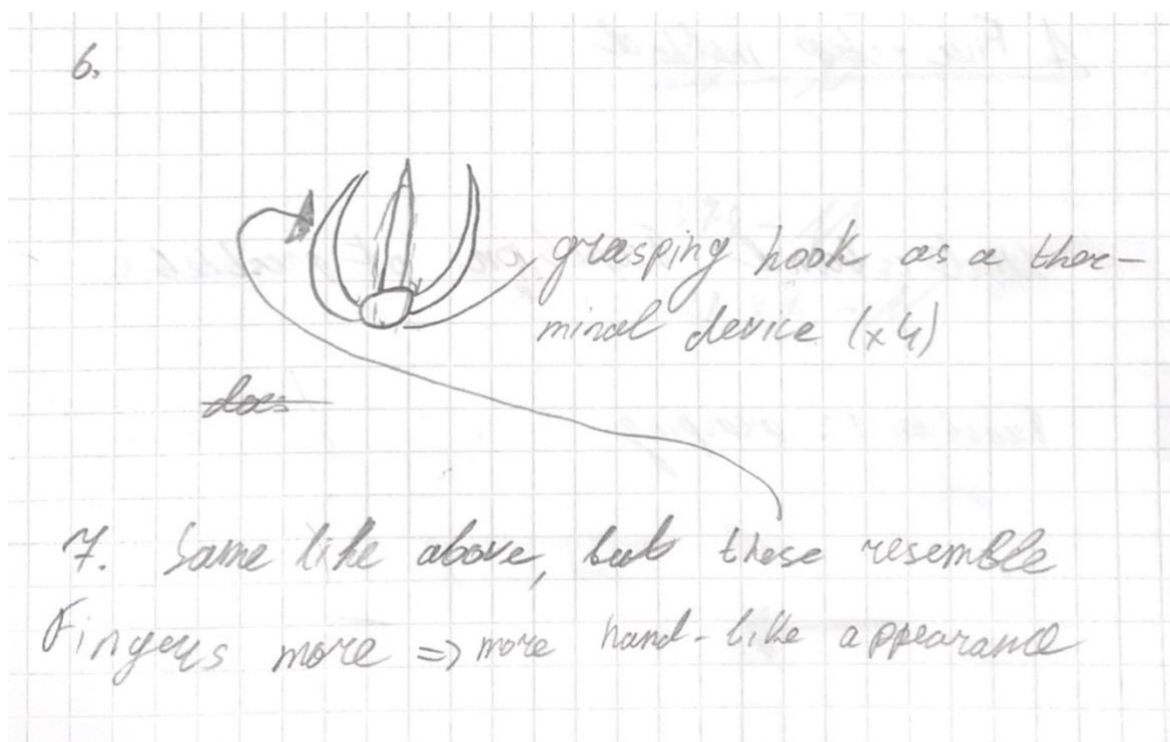 6.
grasping hook as a ther-
minal device (x4)
does
7. Same like above, but these resemble
Fingers more => more hand-like appearance